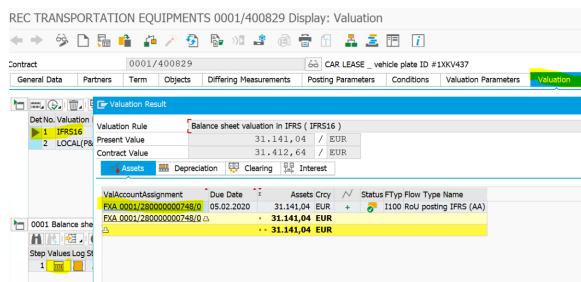 REC TRANSPORTATION EQUIPMENTS 0001/400829 Display: Valuation
Contract 0001/400829 CAR LEASE _ vehicle plate ID #1XKV437
General Data Partners Term Objects Differing Measurements Posting Parameters Conditions Valuation Parameters Valuation
Valuation Result
Det No. Valuation
1 IFRS16
2 LOCAL(P&
Valuation Rule Balance sheet valuation in IFRS ( IFRS16 )
Present Value 31.141,04 / EUR
Contract Value 31.412,64 / EUR
Assets Depreciation Clearing Interest
ValAccountAssignment Due Date Assets Crcy Status FTyp Flow Type Name
FXA 0001/280000000748/0 05.02.2020 31.141,04 EUR + I100 RoU posting IFRS (AA)
FXA 0001/280000000748/0 31.141,04 EUR
31.141,04 EUR
0001 Balance she
Step Values Log St
1